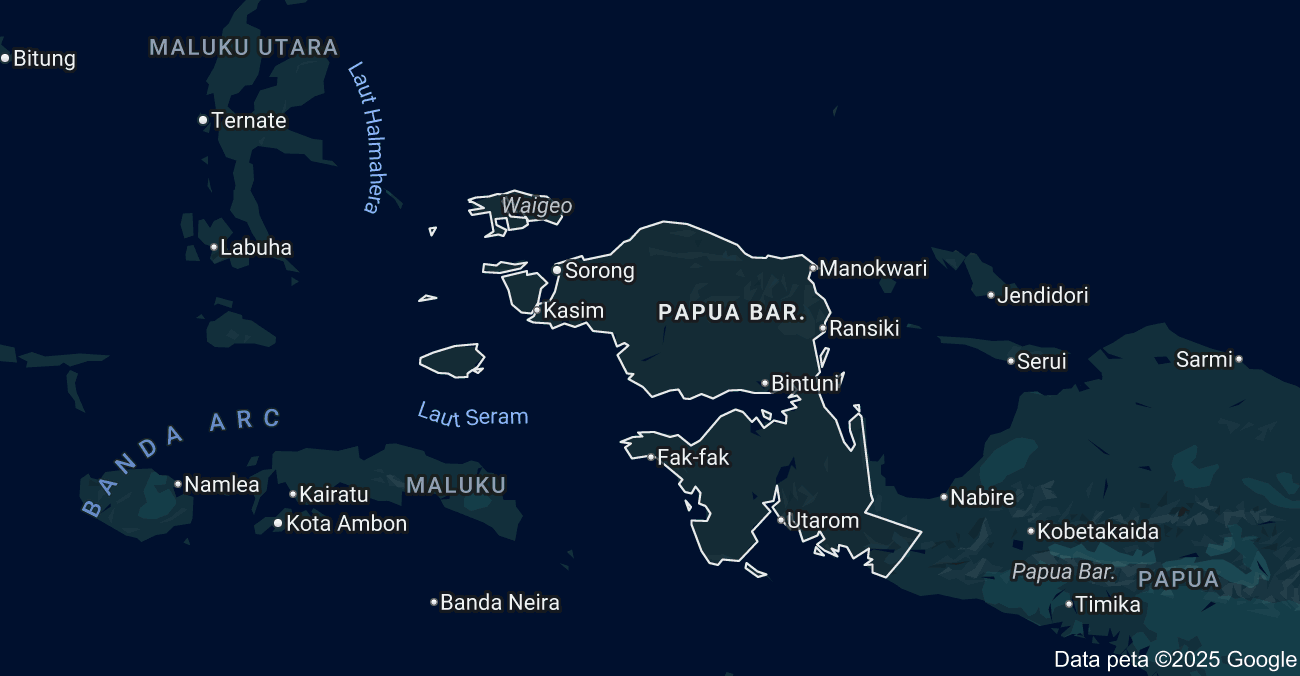 MALUKU UTARA
Bitung
Laut Halmahera
Ternate
Waigeo
Labuha
Sorong
Manokwari
Jendidori
Kasim
PAPUA BAR.
Ransiki
Serui
Sarmi
Bintuni
Laut Seram
BANDA ARC
Fak-fak
Namlea
Kairatu
MALUKU
Nabire
Kota Ambon
Utarom
Kobetakaida
Papua Bar.
PAPUA
Banda Neira
Timika
Data peta ©2025 Google